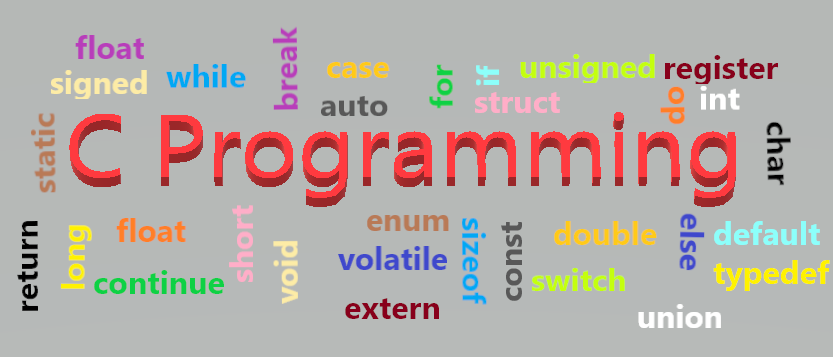 float
signed
while
break
case
auto
for
if
unsigned
struct
register
do
int
static
C Programming
char
return
long
float
continue
short
void
enum
volatile
extern
sizeof
const
double
switch
else
default
typedef
union